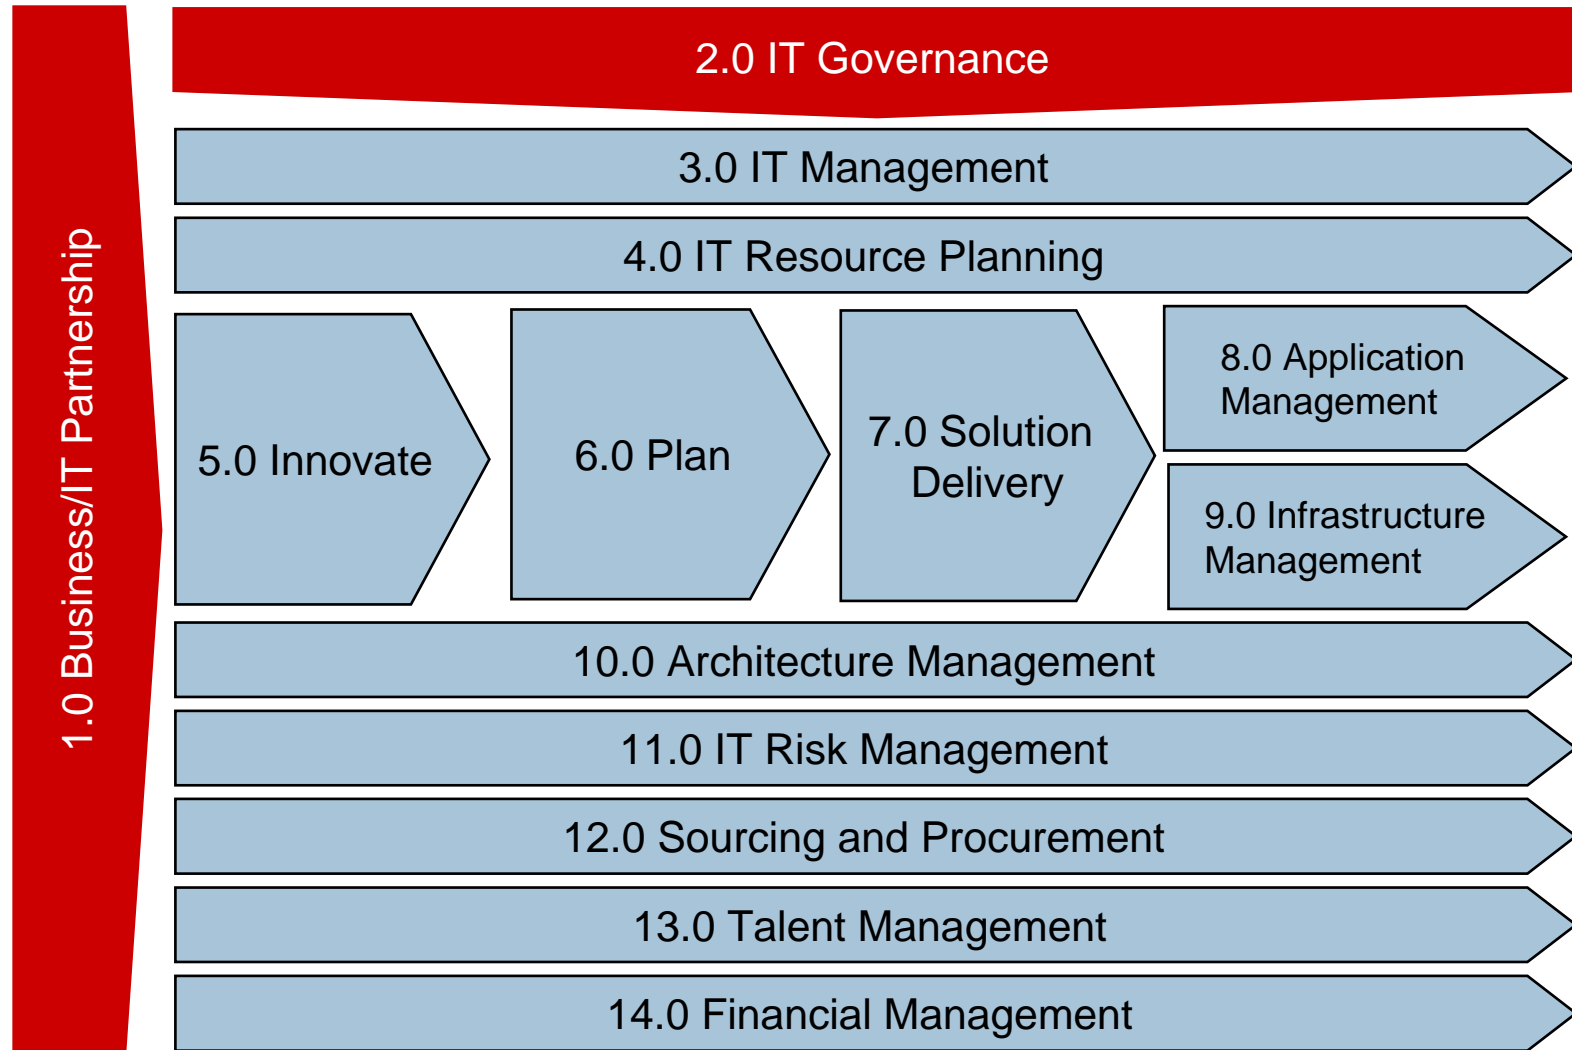 1.0 Business/IT Partnership
2.0 IT Governance
3.0 IT Management
4.0 IT Resource Planning
5.0 Innovate
6.0 Plan
7.0 Solution
Delivery
8.0 Application
Management
9.0 Infrastructure
Management
10.0 Architecture Management
11.0 IT Risk Management
12.0 Sourcing and Procurement
13.0 Talent Management
14.0 Financial Management